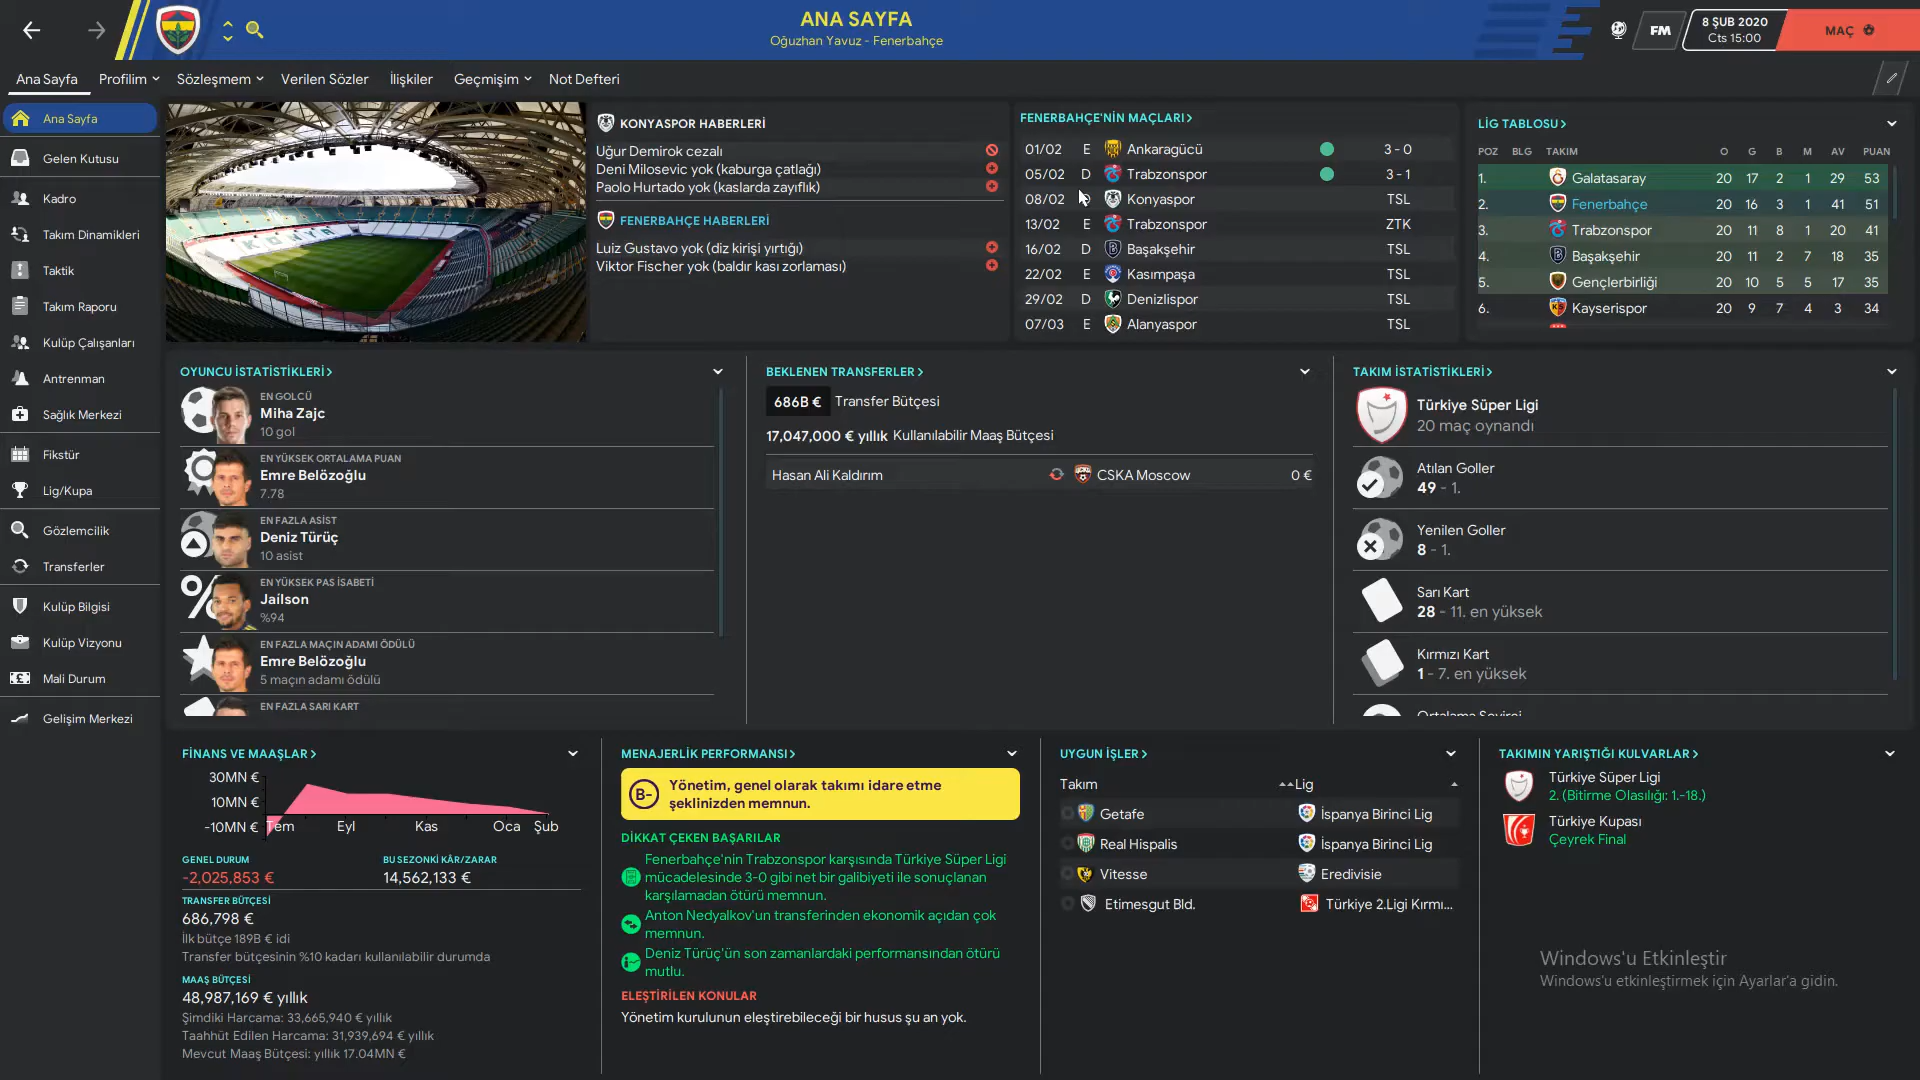 ANA SAYFA
Oğuzhan Yavuz - Fenerbahçe
FM
8 ŞUB 2020
Cts 15:00
MAÇ
Ana Sayfa
Profilim
Sözleşmem
Verilen Sözler
İlişkiler
Geçmişim
Not Defteri
Ana Sayfa
Gelen Kutusu
Kadro
Takım Dinamikleri
Taktik
Takım Raporu
Kulüp Çalışanları
Antrenman
Sağlık Merkezi
Fikstür
Lig/Kupa
Gözlemcilik
Transferler
Kulüp Bilgisi
Kulüp Vizyonu
Mali Durum
Gelişim Merkezi
KONYASPOR HABERLERİ
Uğur Demirok cezalı
Deni Milosevic yok (kaburga çatlağı)
Paolo Hurtado yok (kaslarda zayıflık)
FENERBAHÇE HABERLERİ
Luiz Gustavo yok (diz kirişi yırtığı)
Viktor Fischer yok (baldır kası zorlaması)
FENERBAHÇE'NİN MAÇLARI
01/02 E Ankaragücü 3 - 0
05/02 D Trabzonspor 3 - 1
08/02 Konyaspor TSL
13/02 E Trabzonspor ZTK
16/02 D Başakşehir TSL
22/02 E Kasımpaşa TSL
29/02 D Denizlispor TSL
07/03 E Alanyaspor TSL
LİG TABLOSU
POZ BLG TAKIM O G B M AV PUAN
1. Galatasaray 20 17 2 1 29 53
2. Fenerbahçe 20 16 3 1 41 51
3. Trabzonspor 20 11 8 1 20 41
4. Başakşehir 20 11 2 7 18 35
5. Gençlerbirliği 20 10 5 5 17 35
6. Kayserispor 20 9 7 4 3 34
OYUNCU İSTATİSTİKLERİ
EN GOLCÜ
Miha Zajc
10 gol
EN YÜKSEK ORTALAMA PUAN
Emre Belözoğlu
7.78
EN FAZLA ASİST
Deniz Türüç
10 asist
EN YÜKSEK PAS İSABETİ
Jaílson
%94
EN FAZLA MAÇIN ADAMI ÖDÜLÜ
Emre Belözoğlu
5 maçın adamı ödülü
EN FAZLA SARI KART
BEKLENEN TRANSFERLER
686B € Transfer Bütçesi
17,047,000 € yıllık Kullanılabilir Maaş Bütçesi
Hasan Ali Kaldırım CSKA Moscow 0 €
TAKIM İSTATİSTİKLERİ
Türkiye Süper Ligi
20 maç oynandı
Atılan Goller
49 - 1.
Yenilen Goller
8 - 1.
Sarı Kart
28 - 11. en yüksek
Kırmızı Kart
1 - 7. en yüksek
FİNANS VE MAAŞLAR
30MN €
10MN €
-10MN €
Tem Eyl Kas Oca Şub
GENEL DURUM
-2,025,853 €
BU SEZONKİ KÂR/ZARAR
14,562,133 €
TRANSFER BÜTÇESİ
686,798 €
İlk bütçe 189B € idi
Transfer bütçesinin %10 kadarı kullanılabilir durumda
MAAŞ BÜTÇESİ
48,987,169 € yıllık
Şimdiki Harcama: 33,665,940 € yıllık
Taahhüt Edilen Harcama: 31,939,694 € yıllık
Mevcut Maaş Bütçesi: yıllık 17.04MN €
MENAJERLİK PERFORMANSI
B-
Yönetim, genel olarak takımı idare etme
şeklinizden memnun.
DİKKAT ÇEKEN BAŞARILAR
Fenerbahçe'nin Trabzonspor karşısında Türkiye Süper Ligi
mücadelesinde 3-0 gibi net bir galibiyeti ile sonuçlanan
karşılamadan ötürü memnun.
Anton Nedyalkov'un transferinden ekonomik açıdan çok
memnun.
Deniz Türüç'ün son zamanlardaki performansından ötürü
mutlu.
ELEŞTİRİLEN KONULAR
Yönetim kurulunun eleştirebileceği bir husus şu an yok.
UYGUN İŞLER
Takım Lig
Getafe İspanya Birinci Lig
Real Hispalis İspanya Birinci Lig
Vitesse Eredivisie
Etimesgut Bld. Türkiye 2.Ligi Kırmı...
TAKIMIN YARIŞTIĞI KULVARLAR
Türkiye Süper Ligi
2. (Bitirme Olasılığı: 1.-18.)
Türkiye Kupası
Çeyrek Final
Windows'u Etkinleştir
Windows'u etkinleştirmek için Ayarlar'a gidin.